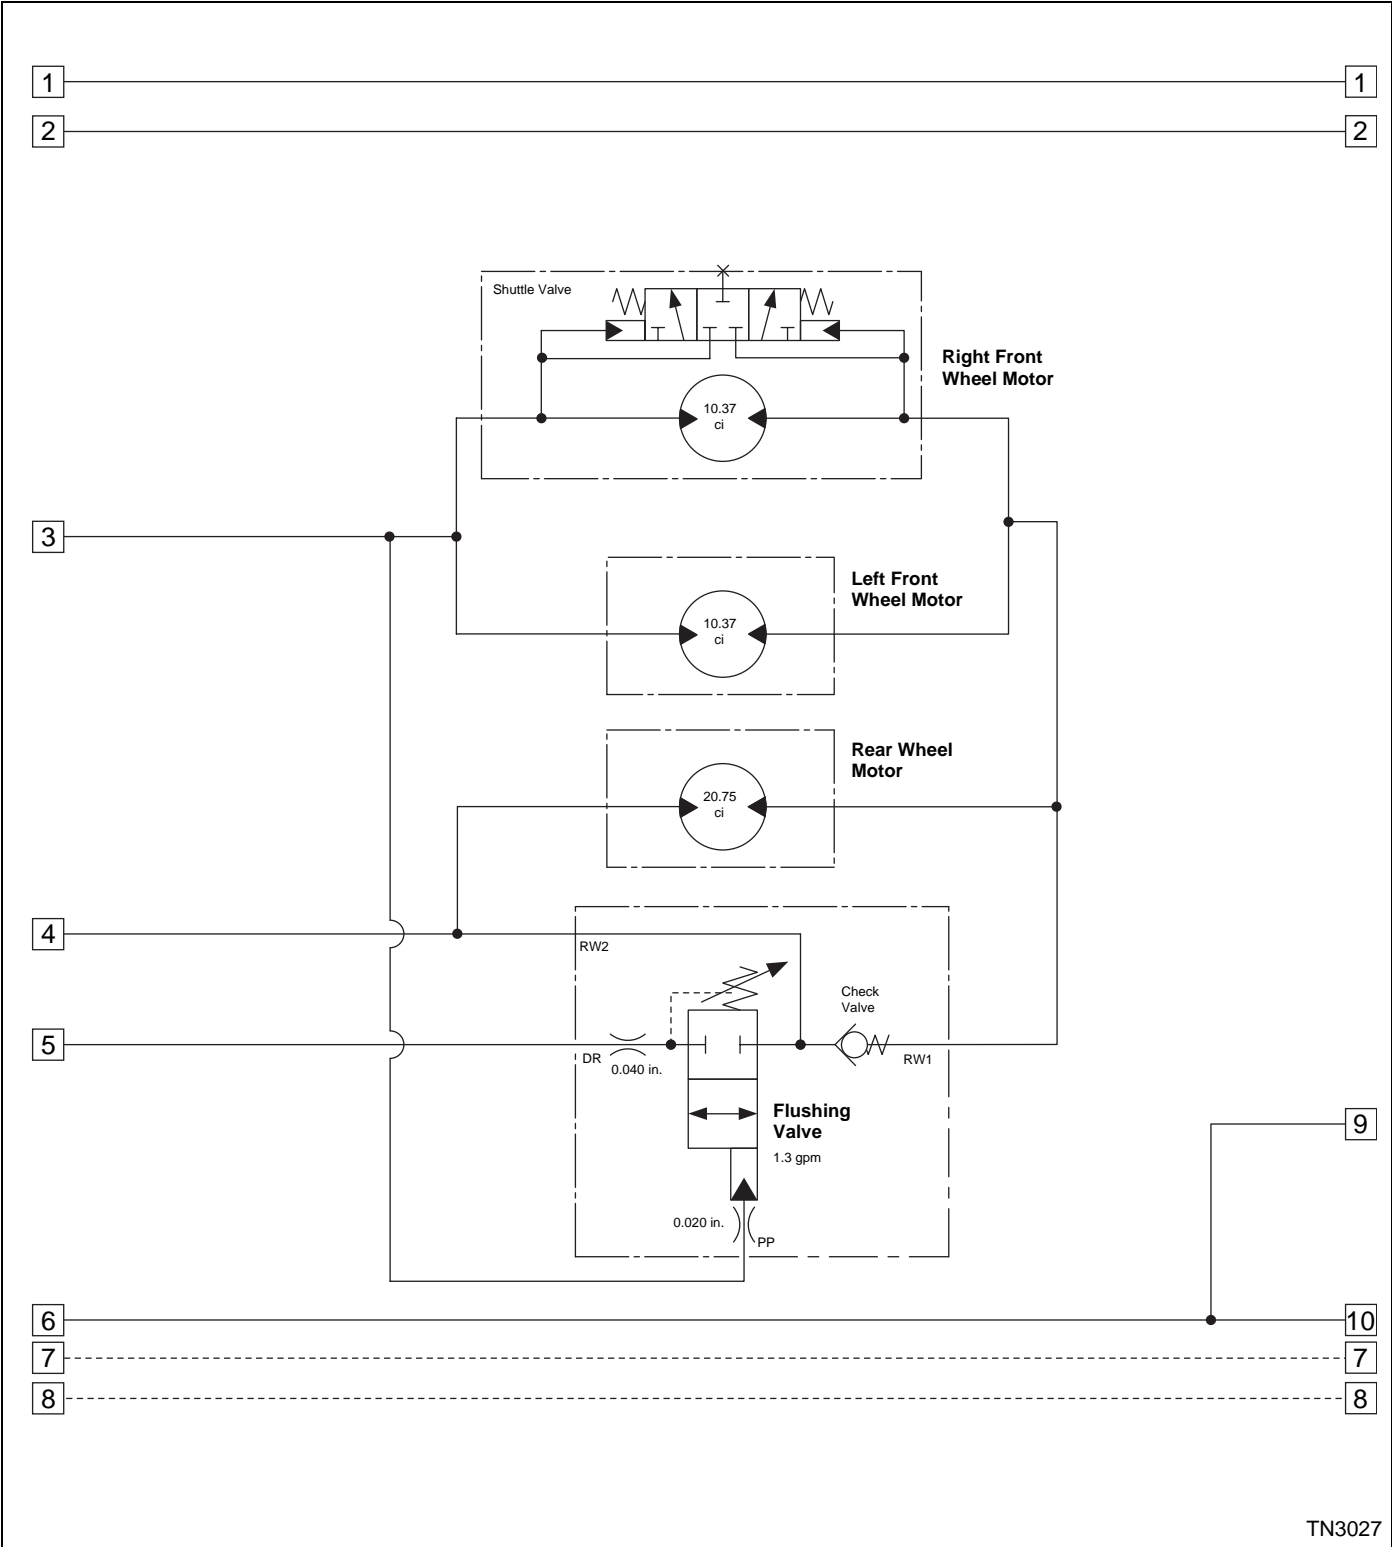 1 1
2 2
Shuttle Valve
Right Front
Wheel Motor
10.37
ci
3
Left Front
Wheel Motor
10.37
ci
Rear Wheel
Motor
20.75
ci
4
RW2
Check
Valve
5
DR
0.040 in.
RW1
Flushing
Valve
1.3 gpm
9
0.020 in.
PP
6 10
7 7
8 8
TN3027